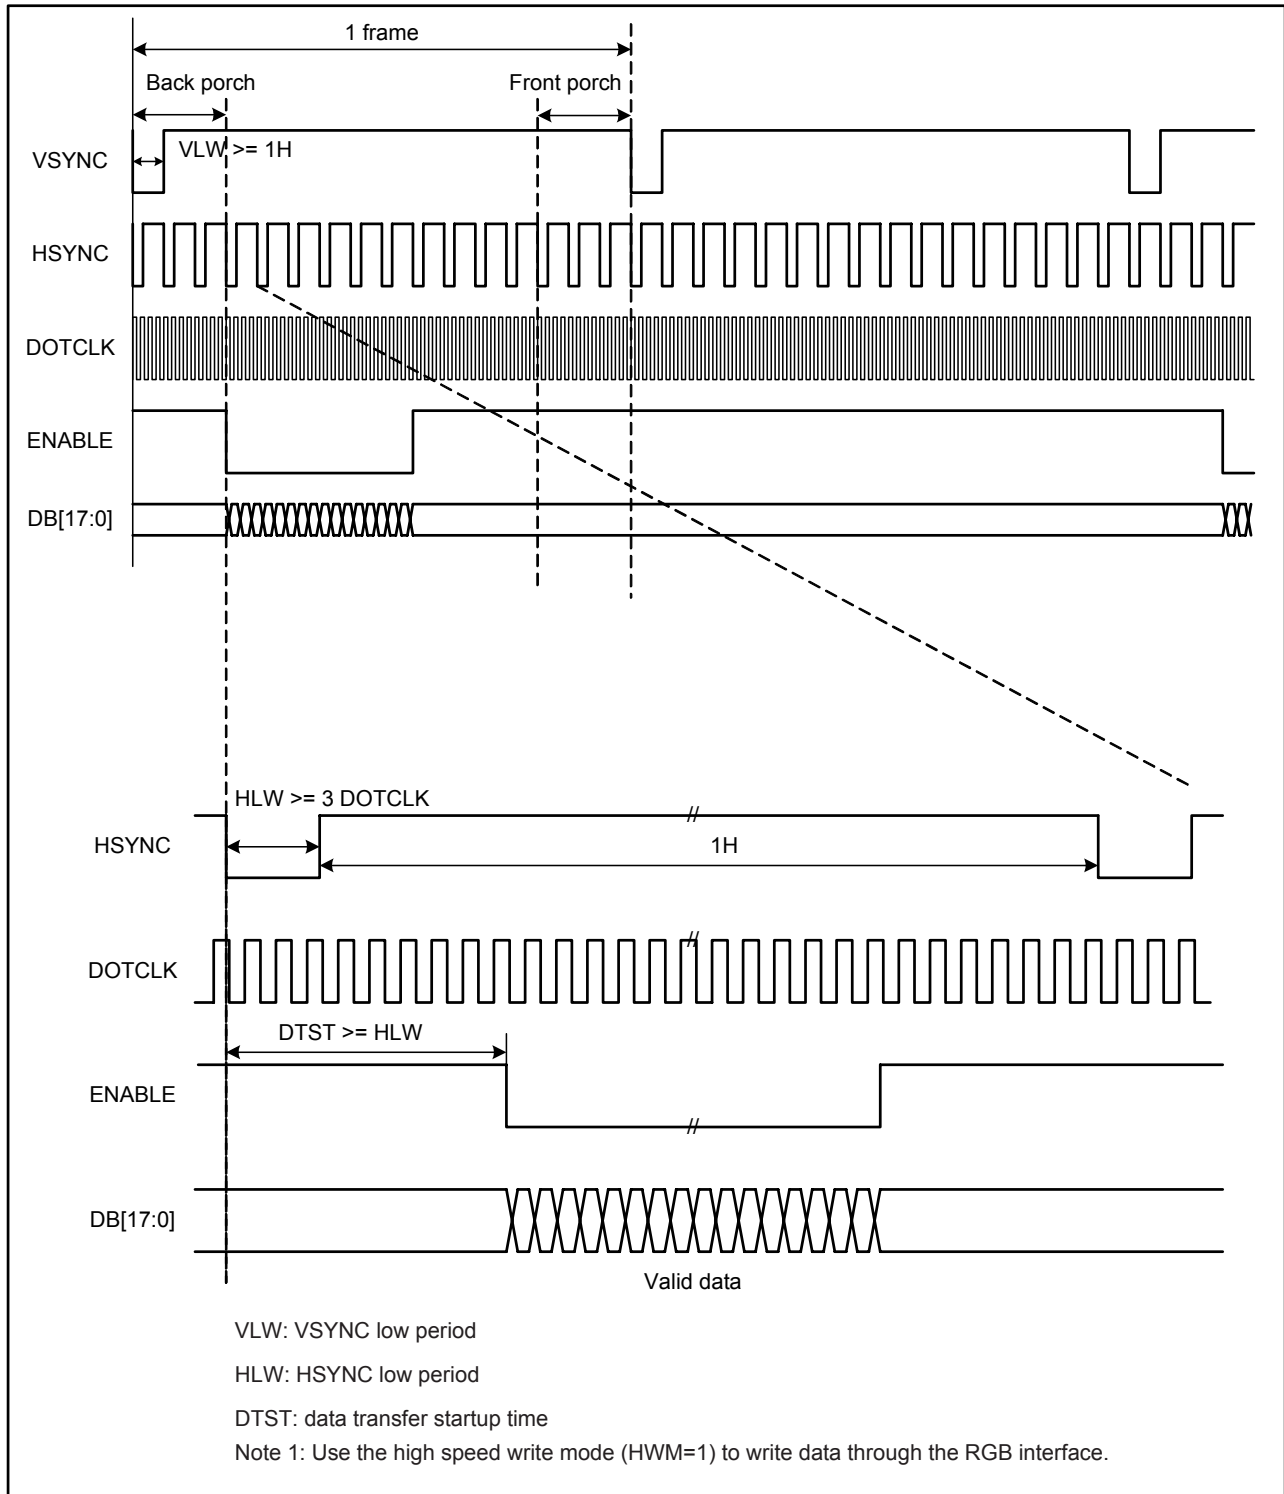 1 frame
Back porch
Front porch
VSYNC
VLW >= 1H
HSYNC
DOTCLK
ENABLE
DB[17:0]
HLW >= 3 DOTCLK
//
HSYNC
1H
//
DOTCLK
DTST >= HLW
ENABLE
//
DB[17:0]
Valid data
VLW: VSYNC low period
HLW: HSYNC low period
DTST: data transfer startup time
Note 1: Use the high speed write mode (HWM=1) to write data through the RGB interface.